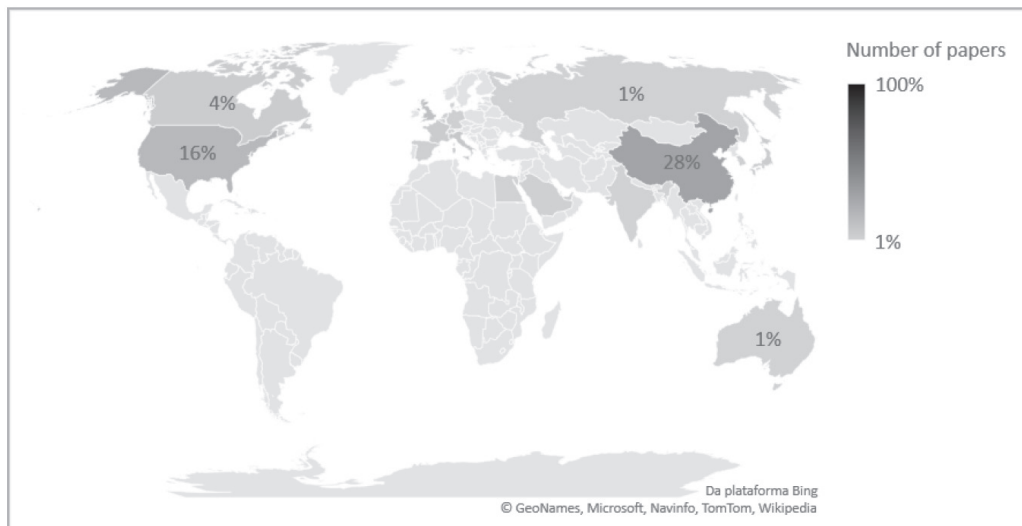 Number of papers
100%
1%
4%
16%
1%
28%
1%
Da plataforma Bing
© GeoNames, Microsoft, Navinfo, TomTom, Wikipedia